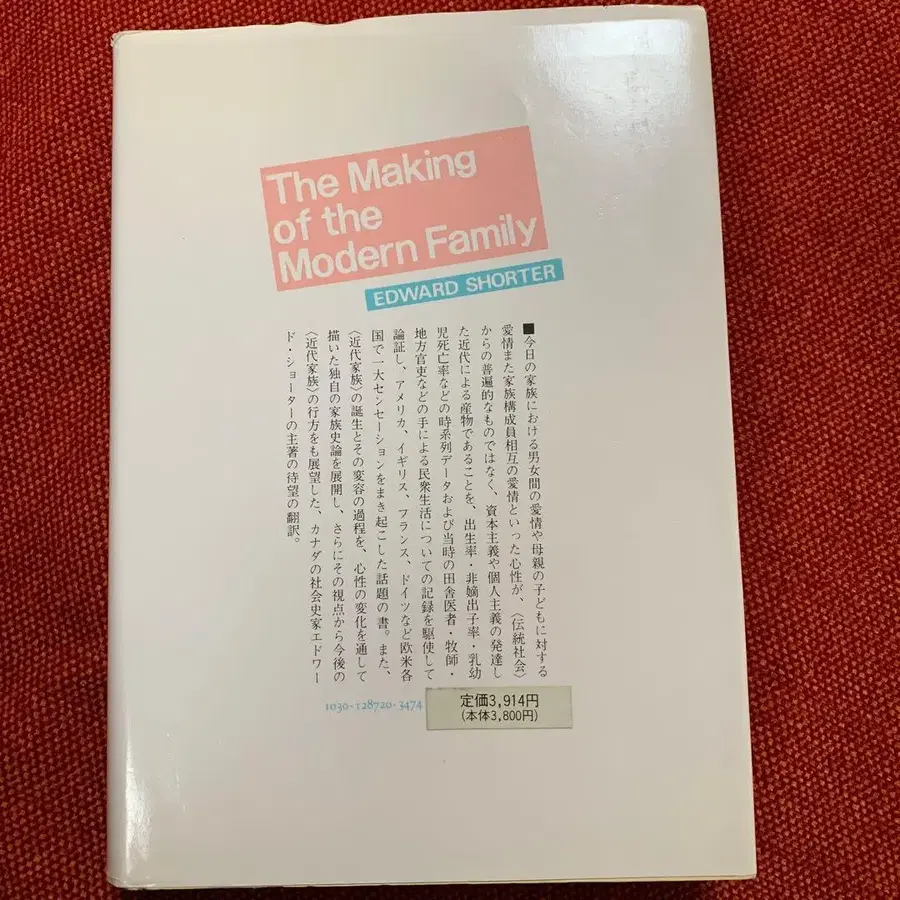 The Making
of the
Modern Family
EDWARD SHORTER
■今日の家族における男女間の愛情や母親の子どもに対する
愛情また家族構成員相互の愛情といった心性が、〈伝統社会〉
からの普遍的なものではなく、資本主義や個人主義の発達し
た近代による産物であることを、出生率・非嫡出子率・乳幼
児死亡率などの時系列データおよび当時の田舎医者・牧師・
地方官吏などの手による民衆生活についての記録を駆使して
論証し、アメリカ、イギリス、フランス、ドイツなど欧米各
国で一大センセーションをまき起こした話題の書。また、
〈近代家族〉の誕生とその変容の過程を、心性の変化を通して
描いた独自の家族史論を展開し、さらにその視点から今後の
〈近代家族〉の行方をも展望した、カナダの社会史家エドワー
ド・ショーターの主著の待望の翻訳。
1030-128720-3474
定価3,914円
(本体3,800円)